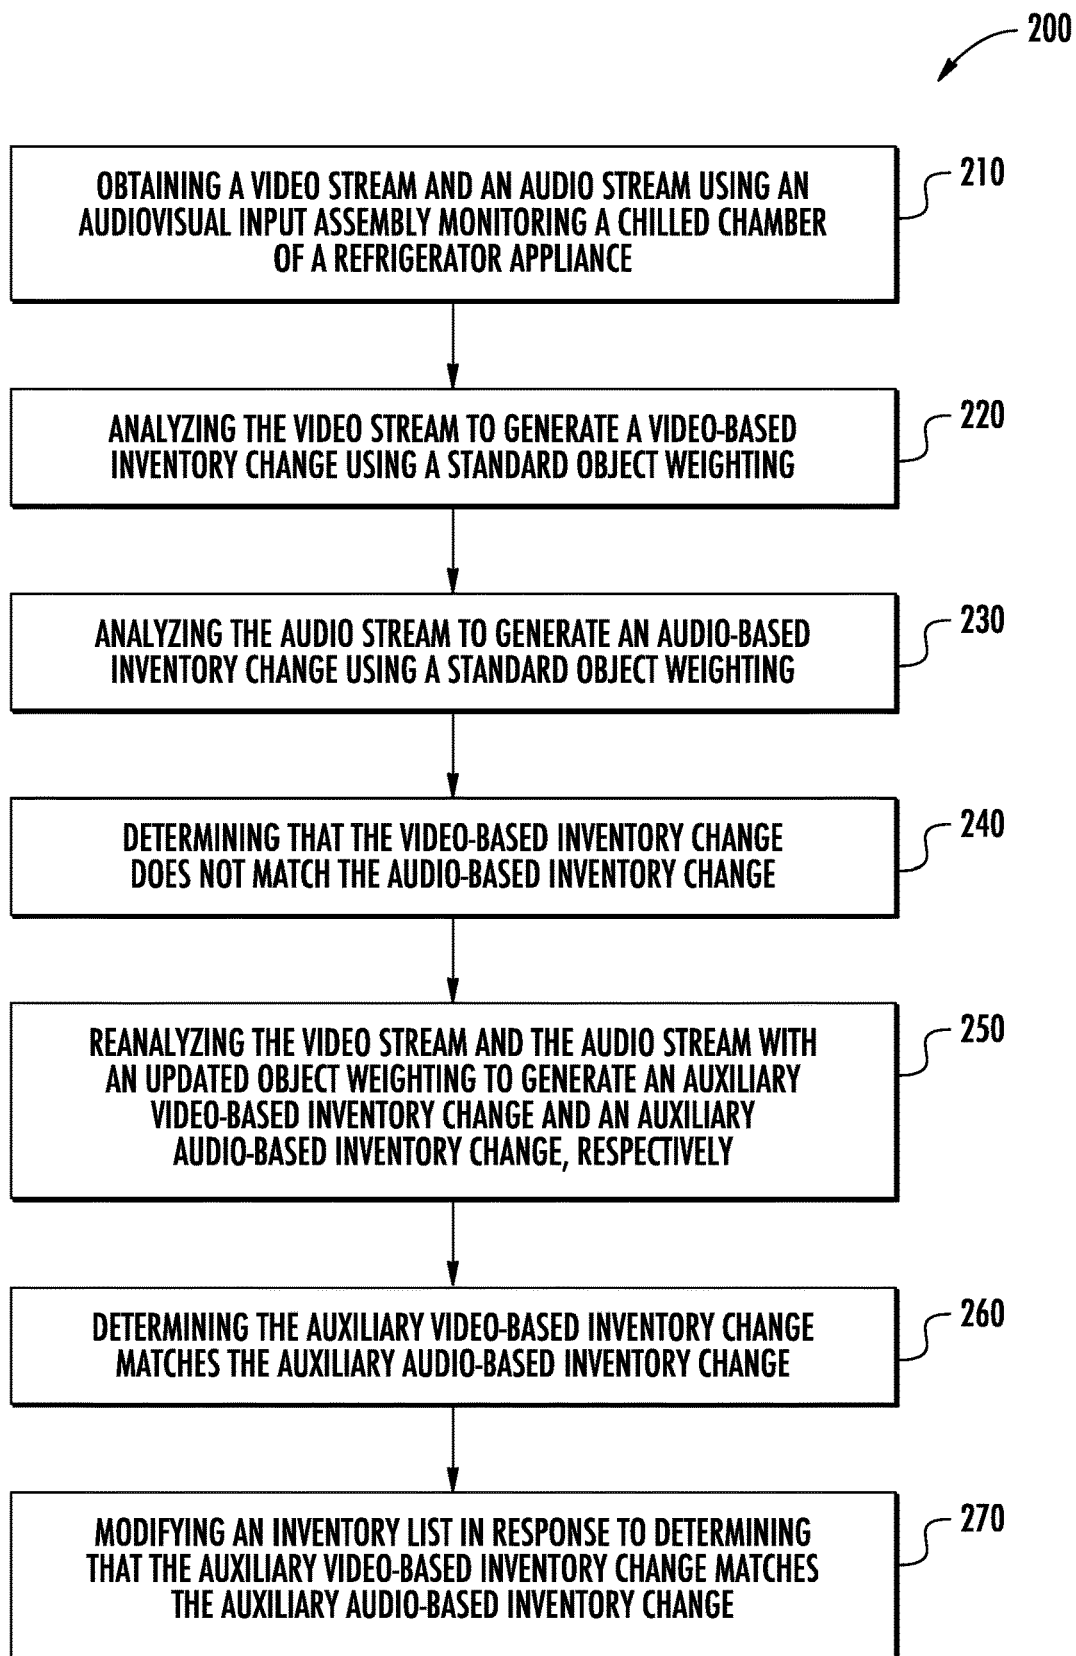 200
OBTAINING A VIDEO STREAM AND AN AUDIO STREAM USING AN
AUDIOVISUAL INPUT ASSEMBLY MONITORING A CHILLED CHAMBER
OF A REFRIGERATOR APPLIANCE
210
ANALYZING THE VIDEO STREAM TO GENERATE A VIDEO-BASED
INVENTORY CHANGE USING A STANDARD OBJECT WEIGHTING
220
ANALYZING THE AUDIO STREAM TO GENERATE AN AUDIO-BASED
INVENTORY CHANGE USING A STANDARD OBJECT WEIGHTING
230
DETERMINING THAT THE VIDEO-BASED INVENTORY CHANGE
DOES NOT MATCH THE AUDIO-BASED INVENTORY CHANGE
240
REANALYZING THE VIDEO STREAM AND THE AUDIO STREAM WITH
AN UPDATED OBJECT WEIGHTING TO GENERATE AN AUXILIARY
VIDEO-BASED INVENTORY CHANGE AND AN AUXILIARY
AUDIO-BASED INVENTORY CHANGE, RESPECTIVELY
250
DETERMINING THE AUXILIARY VIDEO-BASED INVENTORY CHANGE
MATCHES THE AUXILIARY AUDIO-BASED INVENTORY CHANGE
260
MODIFYING AN INVENTORY LIST IN RESPONSE TO DETERMINING
THAT THE AUXILIARY VIDEO-BASED INVENTORY CHANGE MATCHES
THE AUXILIARY AUDIO-BASED INVENTORY CHANGE
270